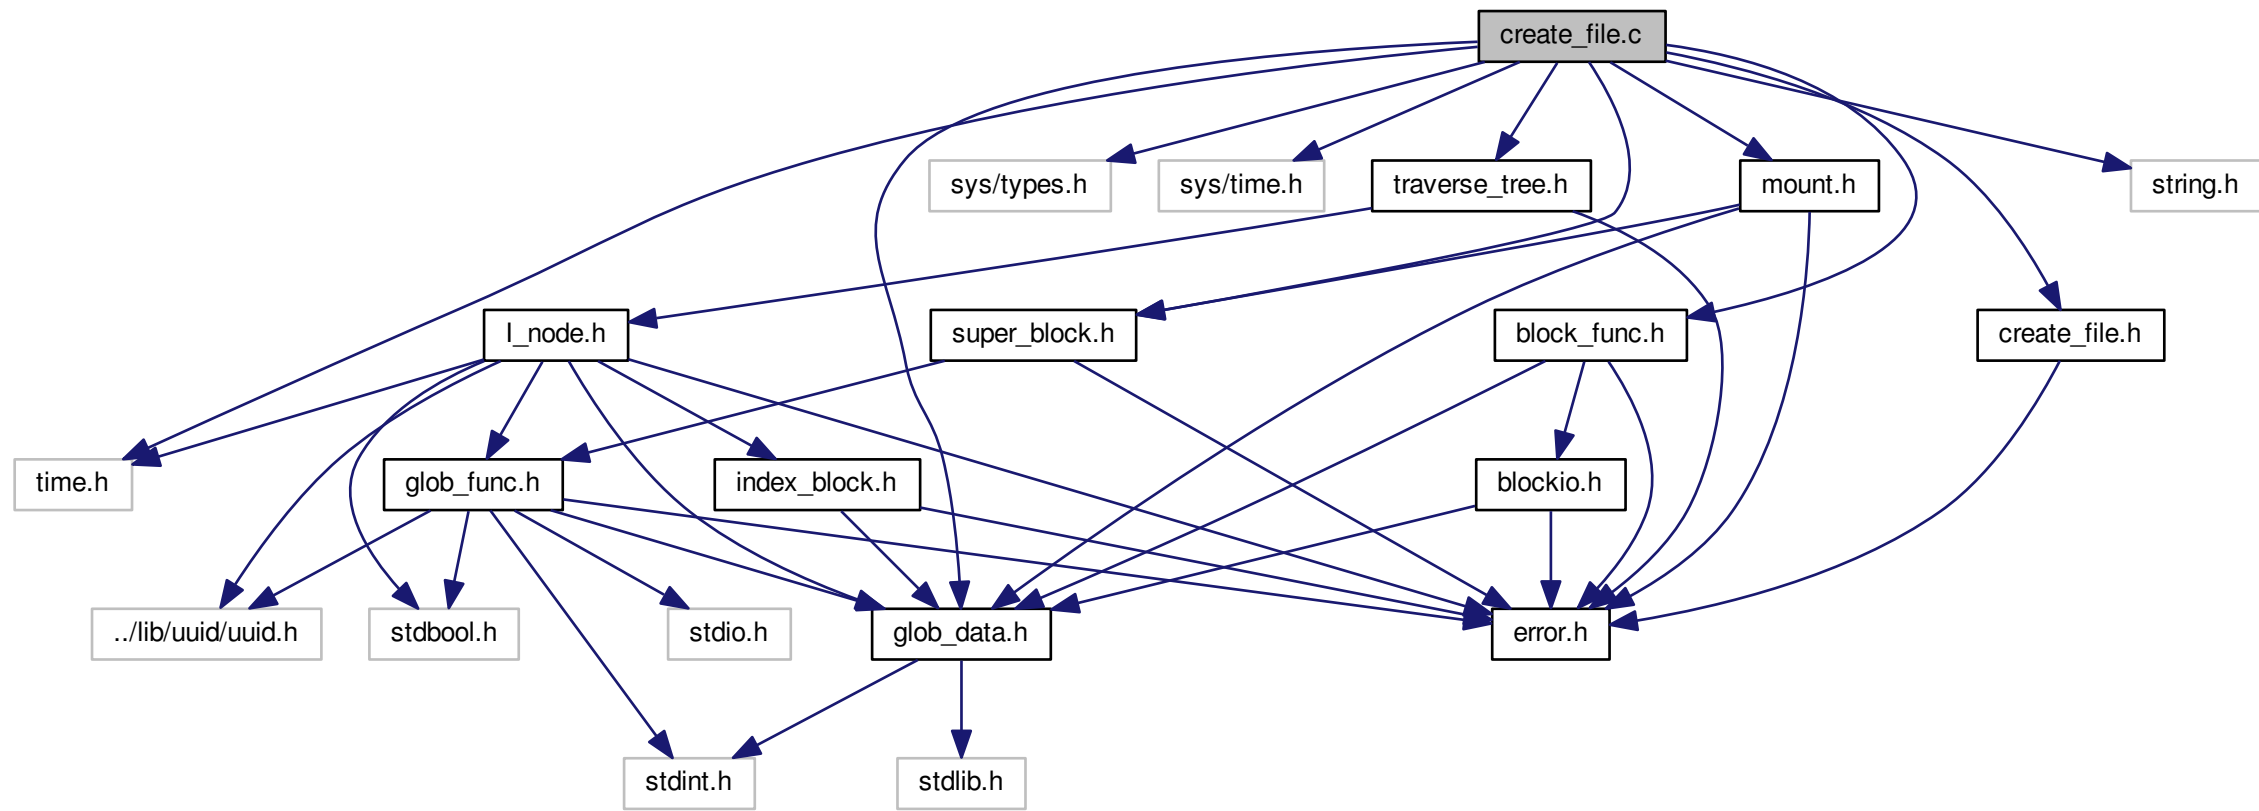 create_file.c
sys/types.h
sys/time.h
traverse_tree.h
mount.h
string.h
I_node.h
super_block.h
block_func.h
create_file.h
time.h
glob_func.h
index_block.h
blockio.h
../lib/uuid/uuid.h
stdbool.h
stdio.h
glob_data.h
error.h
stdint.h
stdlib.h